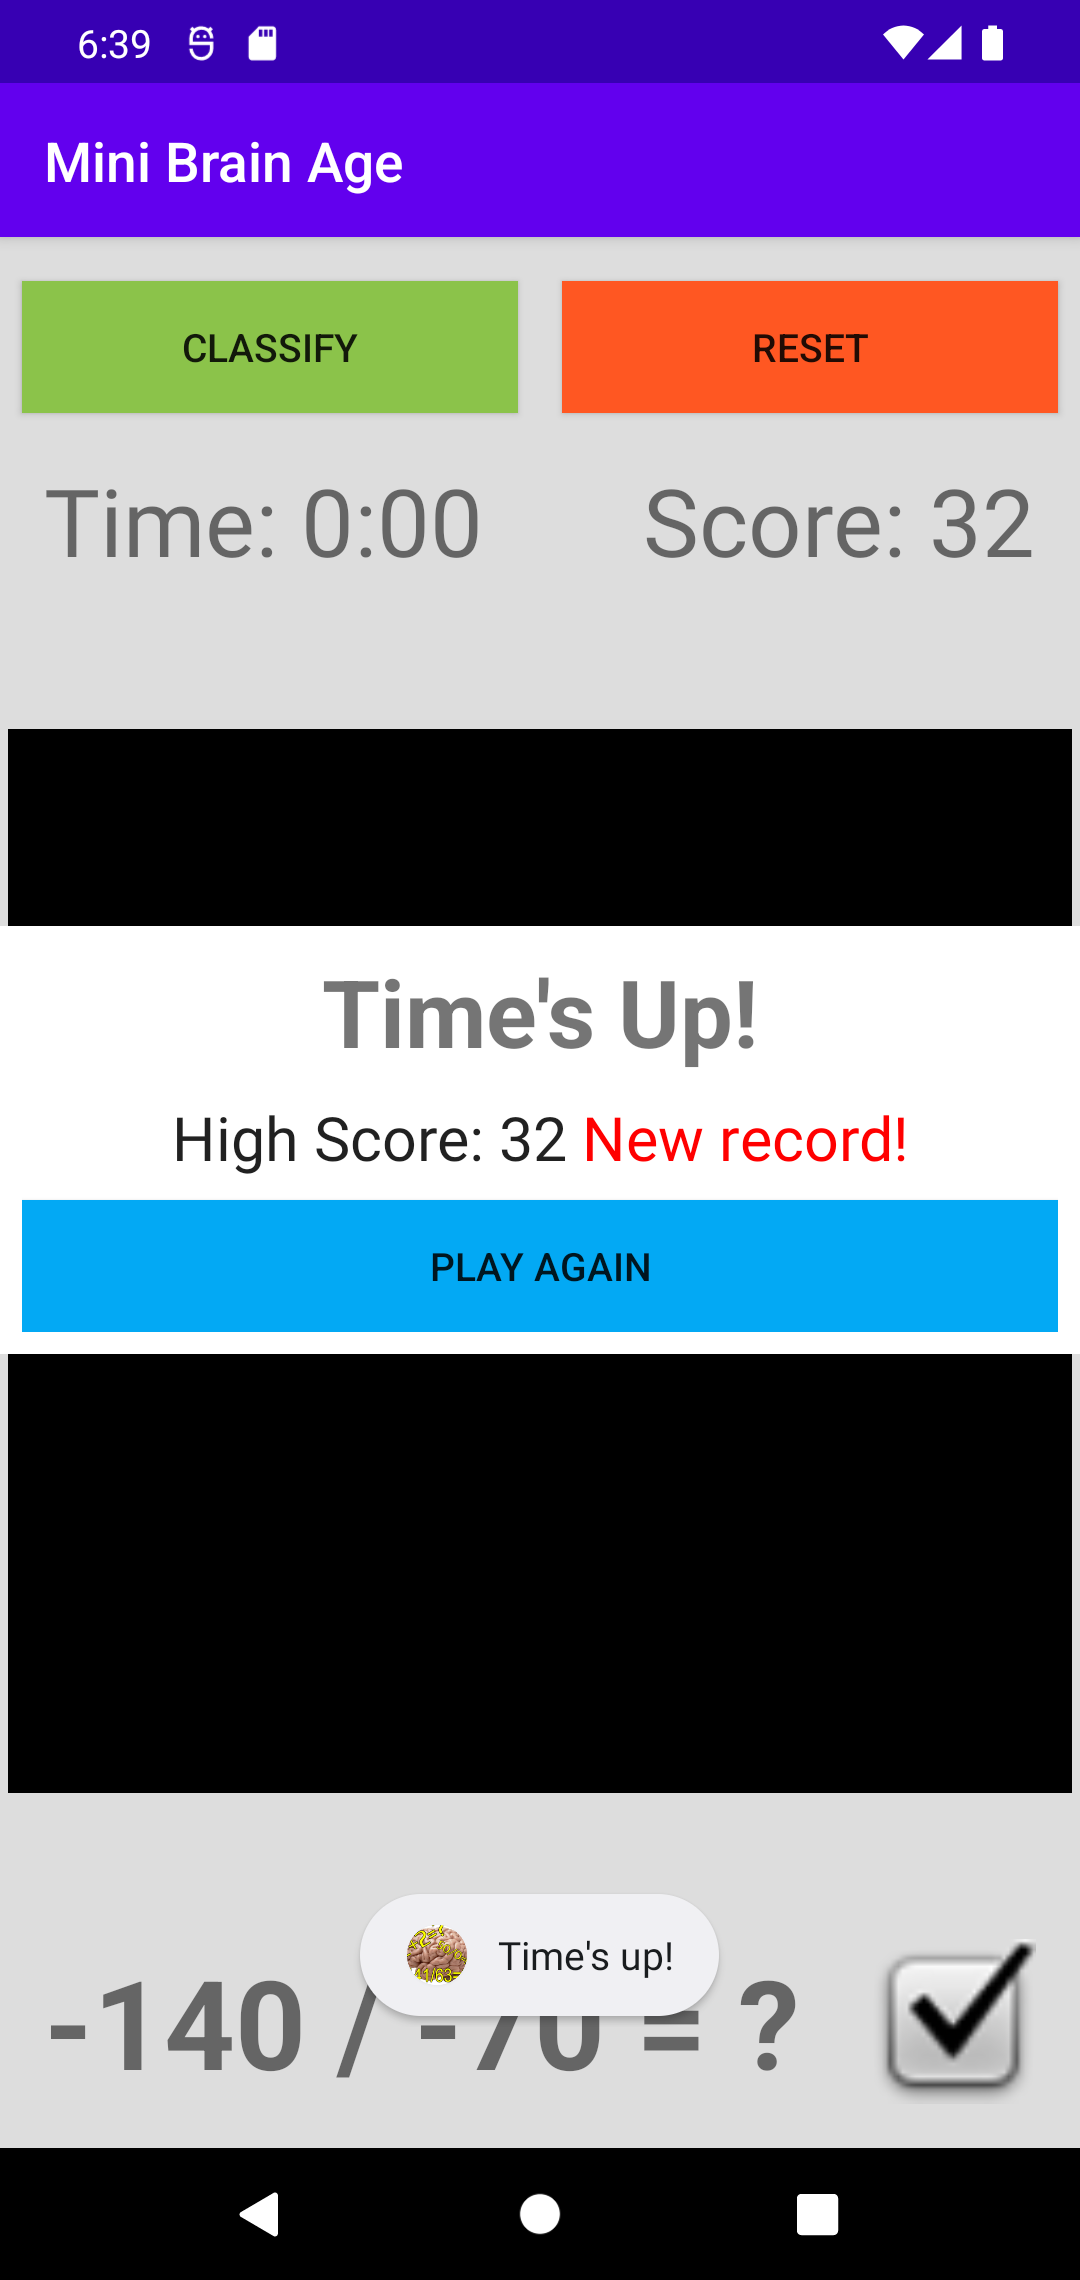 6:39
Mini Brain Age
CLASSIFY
RESET
Time: 0:00
Score: 32
Time's Up!
High Score: 32 New record!
PLAY AGAIN
Time's up!
-140 / -70 = ?